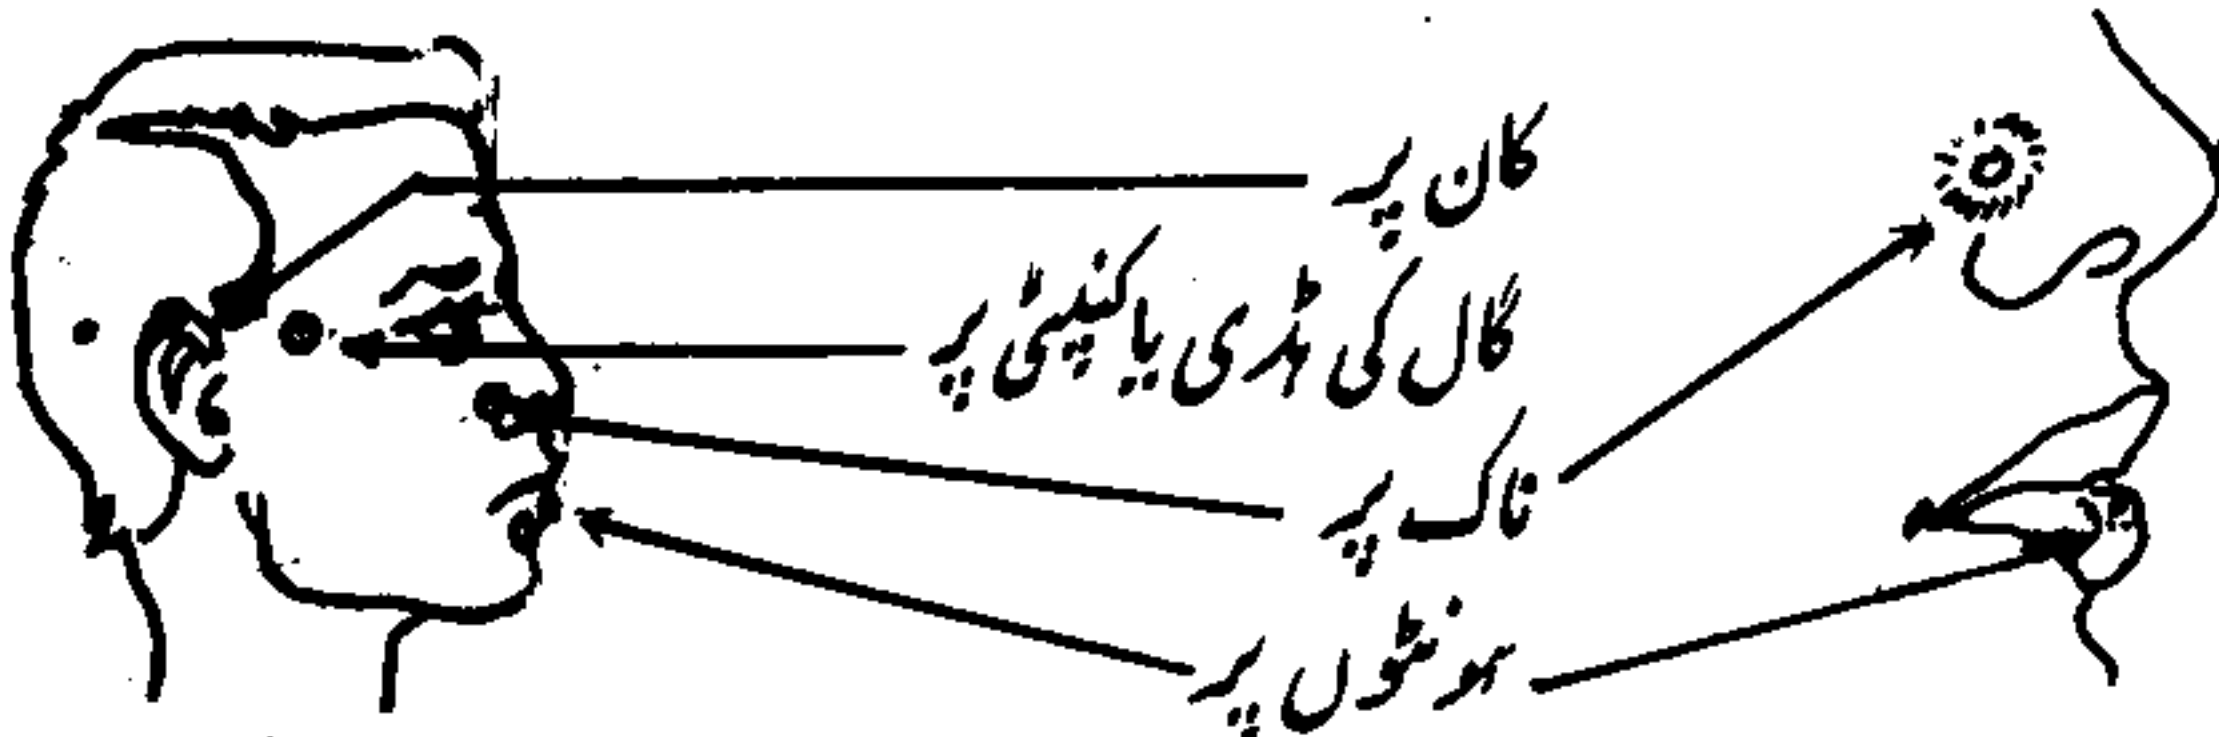 کان پر
گال کی ہڈی یا کنپٹی پر
ناک پر
ہونٹوں پر